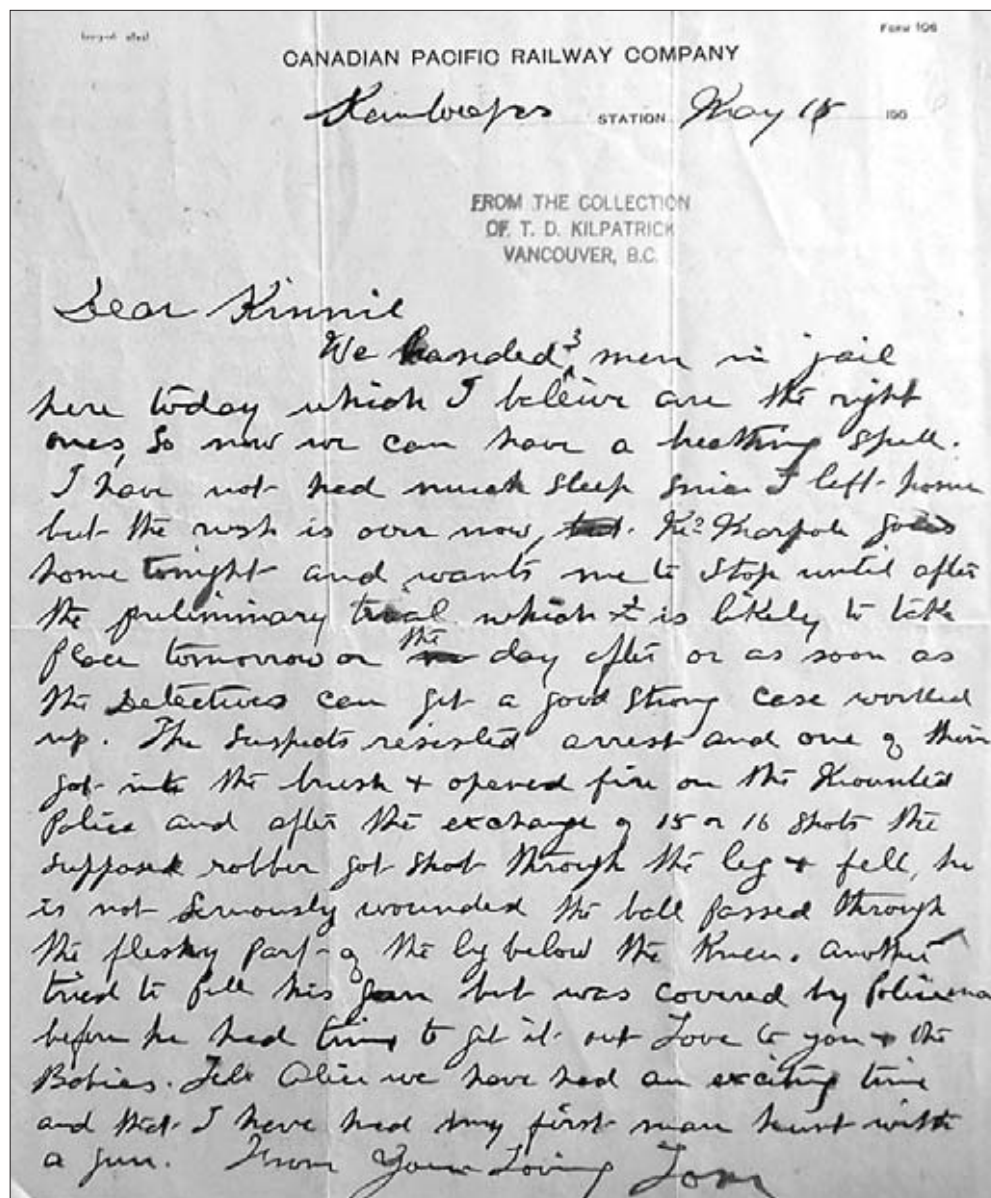 Form 106
CANADIAN PACIFIC RAILWAY COMPANY
Kamloops STATION May 15 190 6
FROM THE COLLECTION
OF T. D. KILPATRICK
VANCOUVER, B.C.
Dear Kinnie
We handed 3 men in jail
here today which I beleive are the right
ones, So now we can have a breathing spell.
I have not had much sleep since I left home
but the rush is over now, Mr Marpole goes
home tonight and wants me to stop until after
the preliminary trial which is likely to take
place tomorrow or the day after or as soon as
the Detectives can get a good strong case worked
up. The suspects resisted arrest and one of them
got into the brush & opened fire on the Mounted
Police and after the exchange of 15 or 16 shots the
supposed robber got shot through the leg & fell, he
is not seriously wounded the ball passed through
the fleshy part of the leg below the Knee. another
tried to pull his gun but was covered by Policeman
before he had time to get it out Love to you & the
Babies. Tell Alice we have had an exciting time
and that I have had my first man hunt with
a gun. From Your Loving Tom